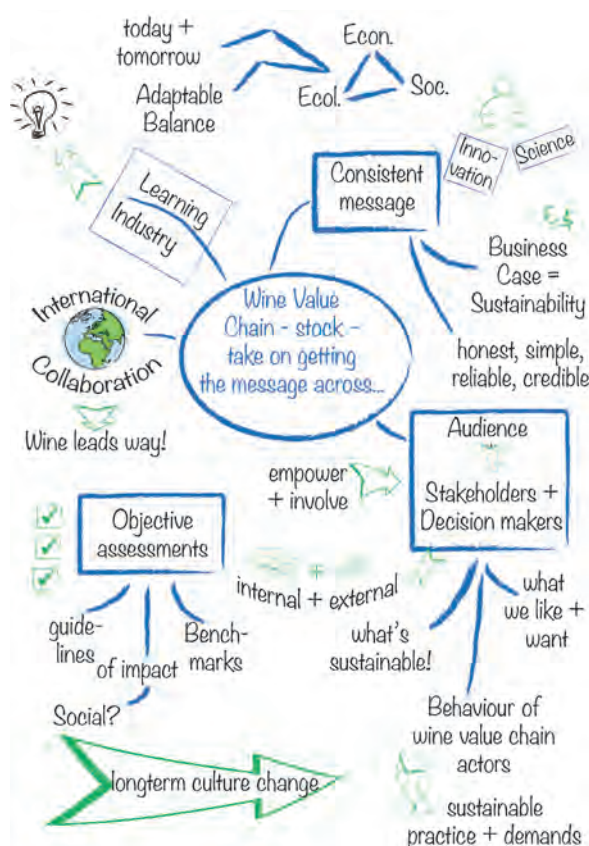 today +
tomorrow
Adaptable
Balance
Econ.
Ecol.
Soc.
Learning
Industry
Consistent
message
Inno-
vation
Science
Business
Case =
Sustainability
honest, simple,
reliable, credible
International
Collaboration
Wine leads way!
Wine Value
Chain - stock -
take on getting
the message across...
Audience
Stakeholders +
Decision makers
empower
+ involve
Objective
assessments
internal + external
guide-
lines
of impact
Bench-
marks
Social?
what's
sustainable!
what
we like +
want
Behaviour of
wine value chain
actors
sustainable
practice + demands
longterm culture change